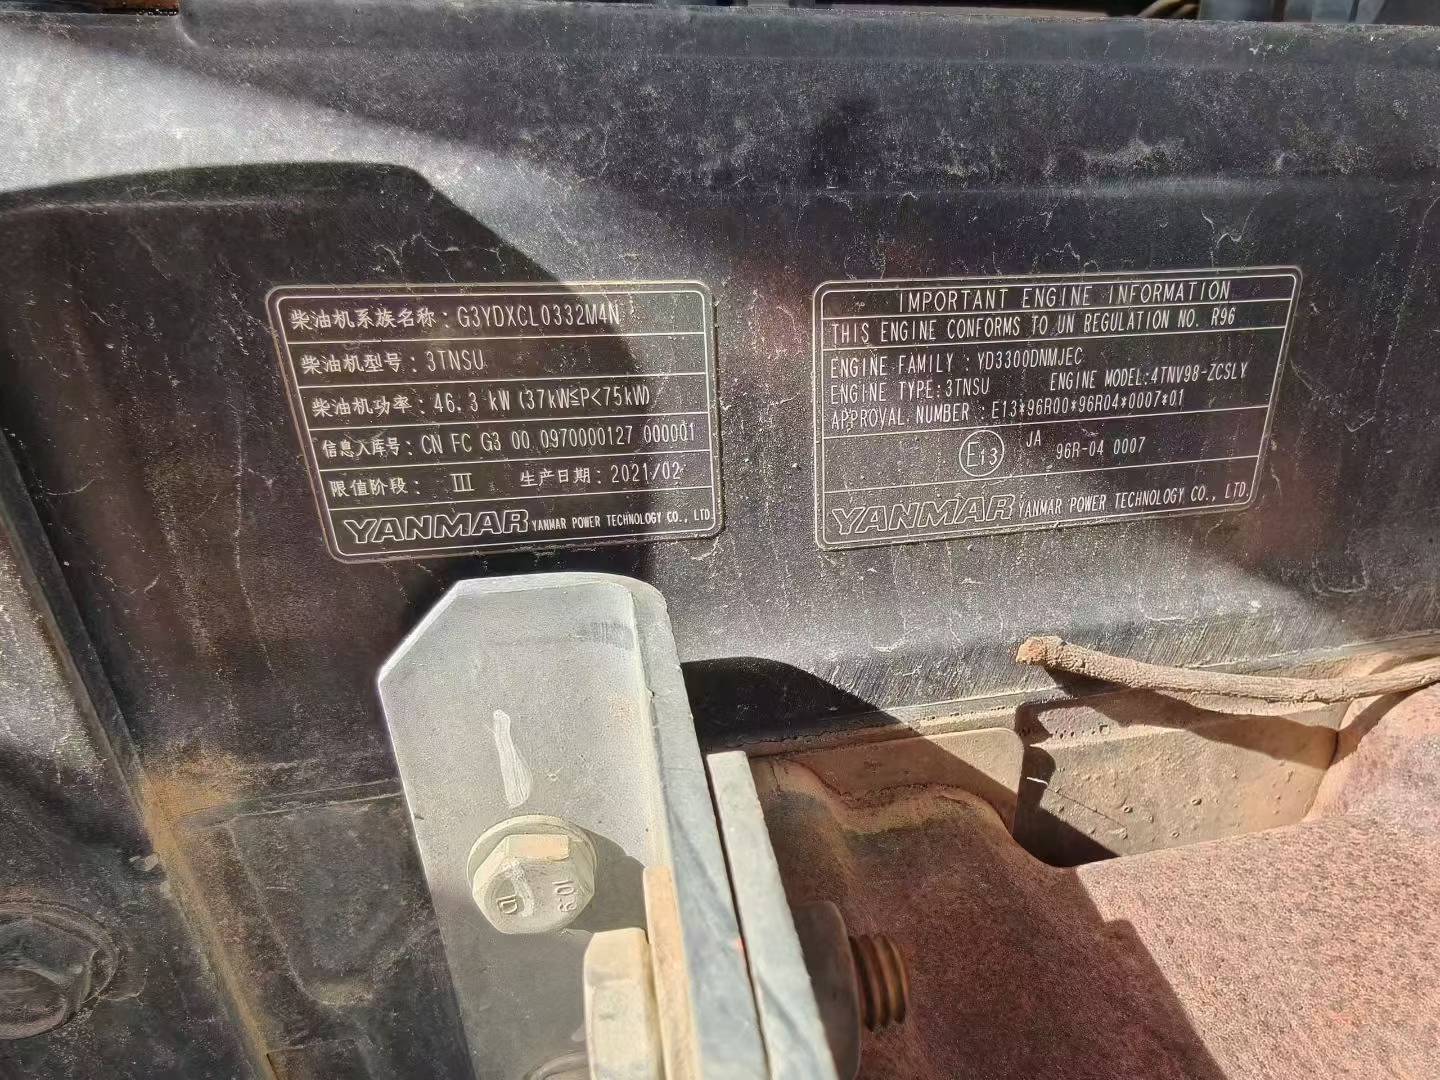 柴油机系族名称：G3YDXCL0332M4N
柴油机型号：3TNSU
柴油机功率：46.3 kW (37kW≦P<75kW)
信息入库号：CN FC G3 00 0970000127 000001
限值阶段： III 生产日期：2021/02
YANMAR YANMAR POWER TECHNOLOGY CO., LTD.
IMPORTANT ENGINE INFORMATION
THIS ENGINE CONFORMS TO UN REGULATION NO. R96
ENGINE FAMILY : YD3300DNMJEC
ENGINE TYPE:3TNSU ENGINE MODEL:4TNV98-ZCSLY
APPROVAL NUMBER : E13*96R00*96R04*0007*01
E13 JA 96R-04 0007
YANMAR YANMAR POWER TECHNOLOGY CO., LTD.
10.9